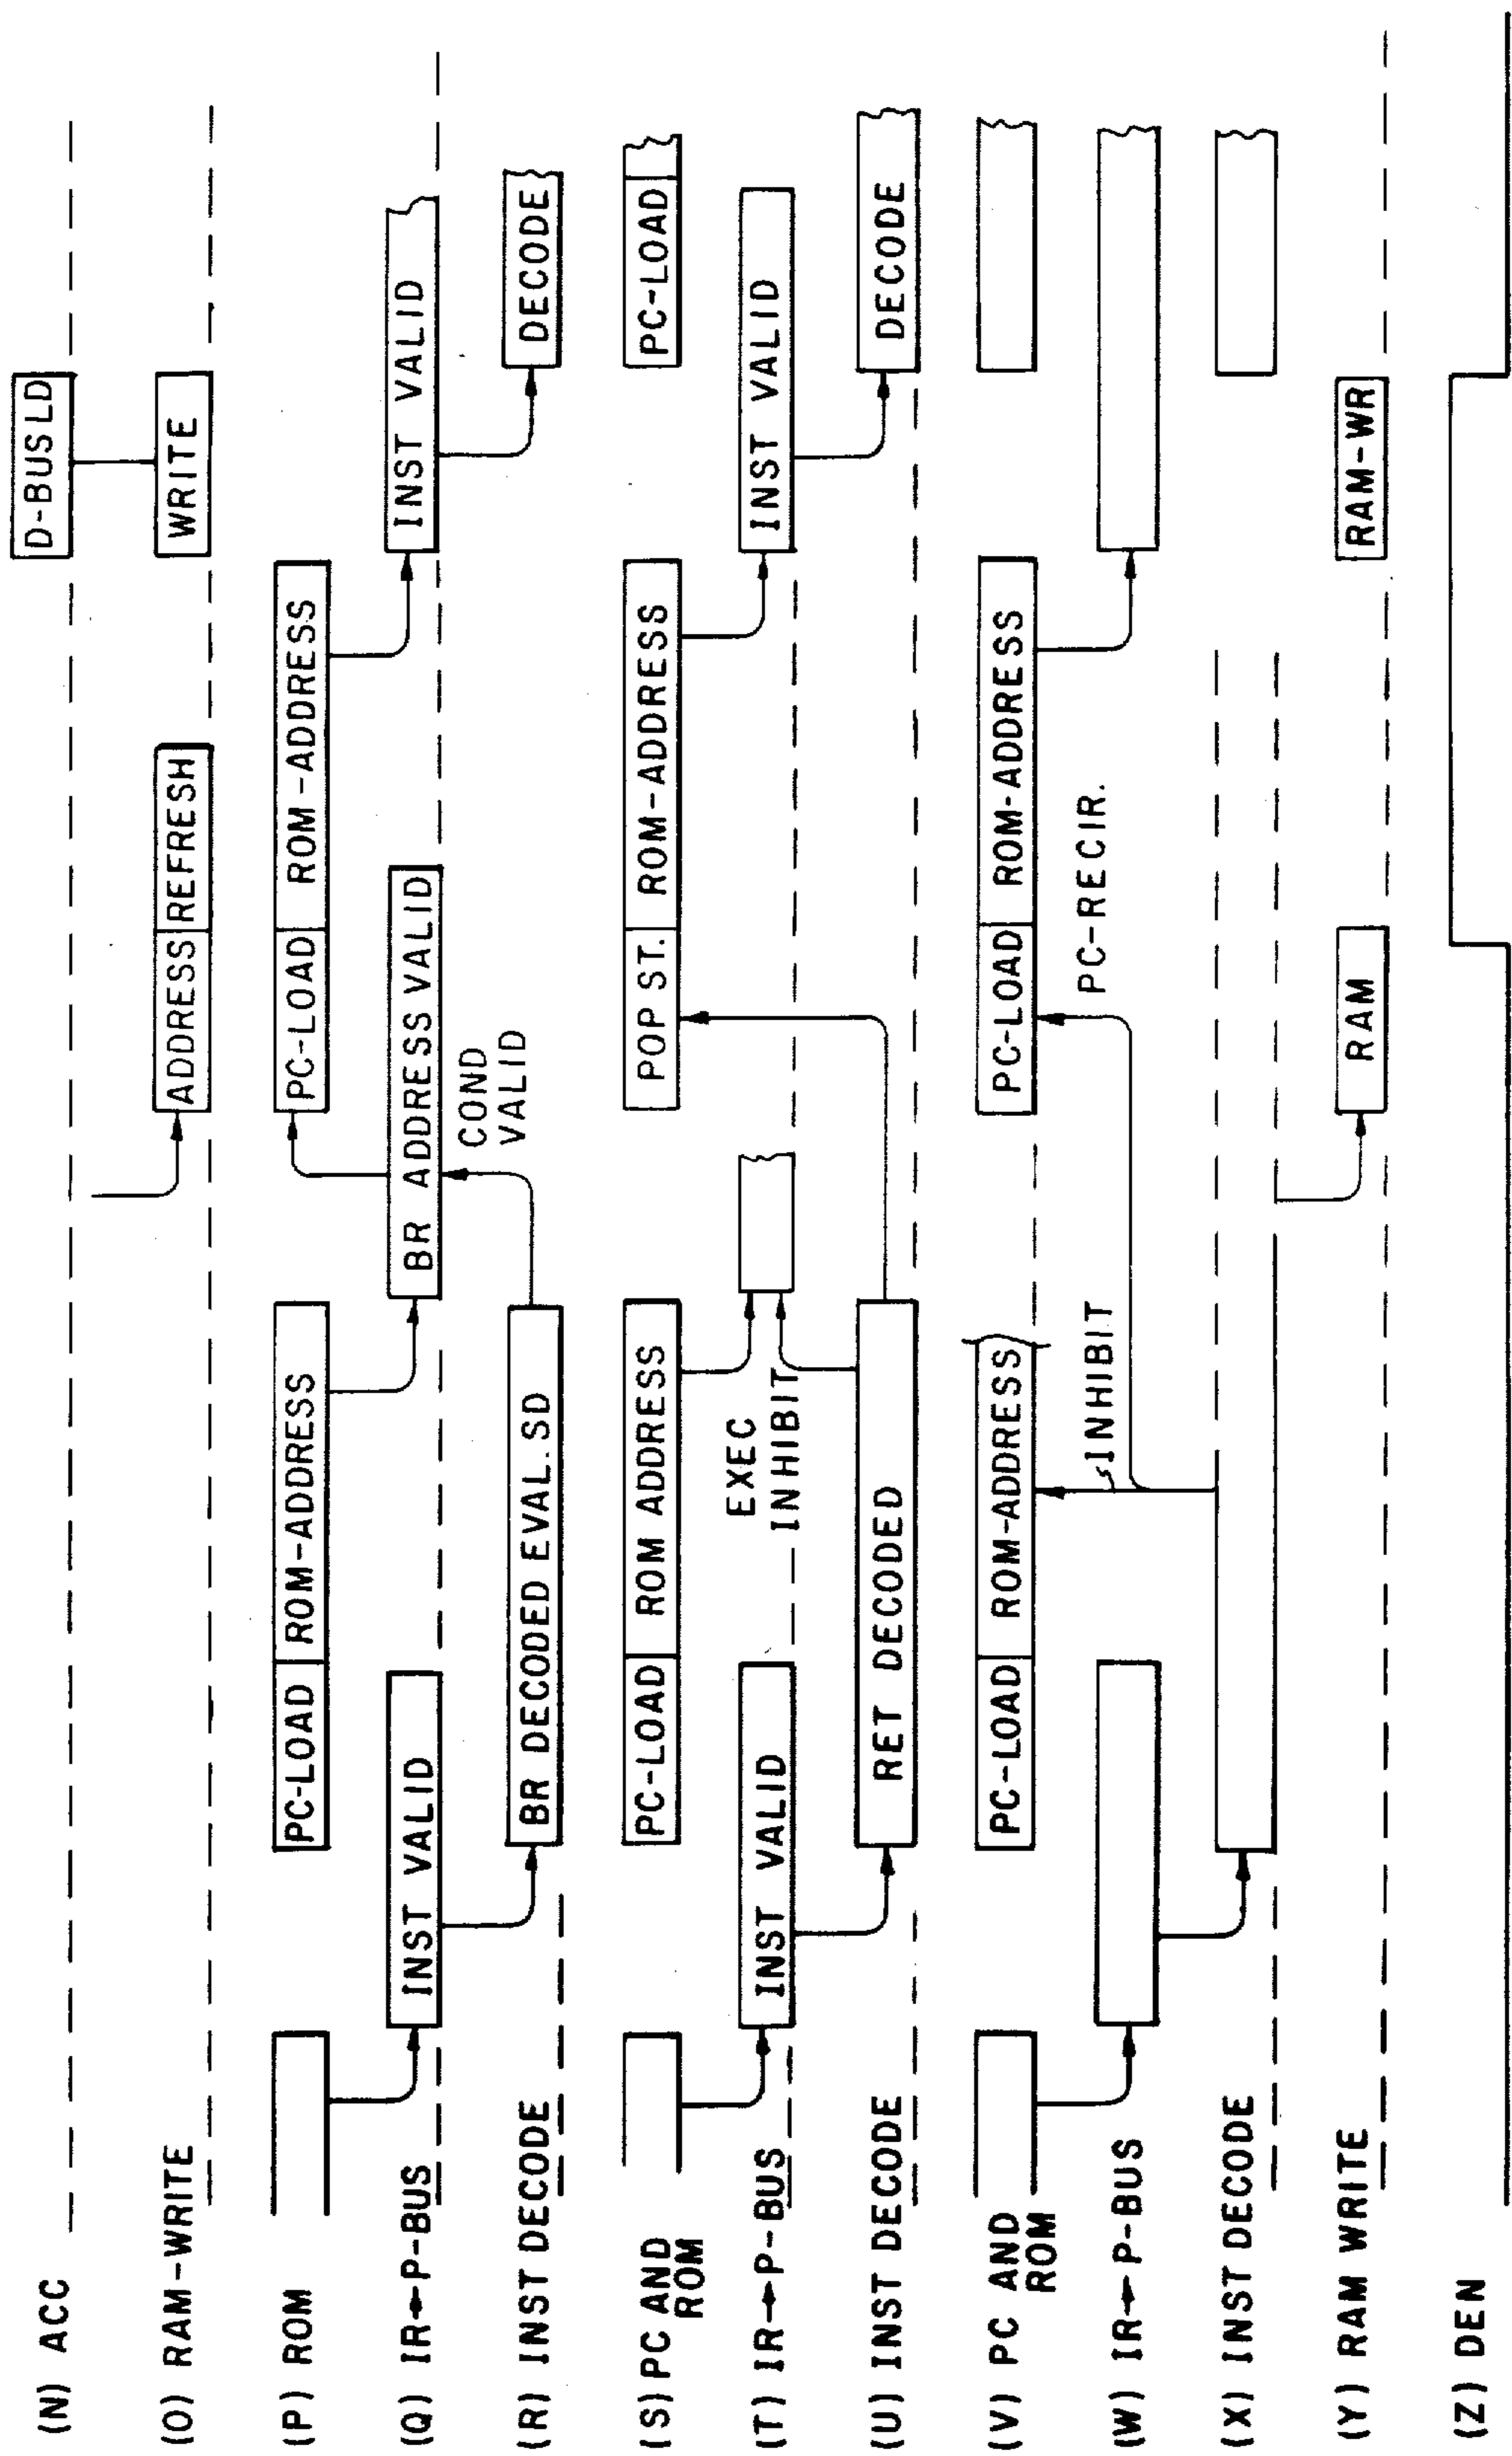 (N) ACC
D-BUS LD
(O) RAM-WRITE
ADDRESS REFRESH
WRITE
(P) ROM
PC-LOAD ROM-ADDRESS
PC-LOAD ROM-ADDRESS
(Q) IR←P-BUS
INST VALID
BR ADDRESS VALID
INST VALID
COND
VALID
(R) INST DECODE
BR DECODED EVAL.SD
DECODE
(S) PC AND
ROM
PC-LOAD ROM ADDRESS
POP ST. ROM-ADDRESS
PC-LOAD
(T) IR→P-BUS
INST VALID
EXEC
INHIBIT
INST VALID
(U) INST DECODE
RET DECODED
DECODE
(V) PC AND
ROM
PC-LOAD ROM-ADDRESS
PC-LOAD ROM-ADDRESS
INHIBIT
PC-RECIR.
(W) IR←P-BUS
(X) INST DECODE
(Y) RAM WRITE
RAM
RAM-WR
(Z) DEN